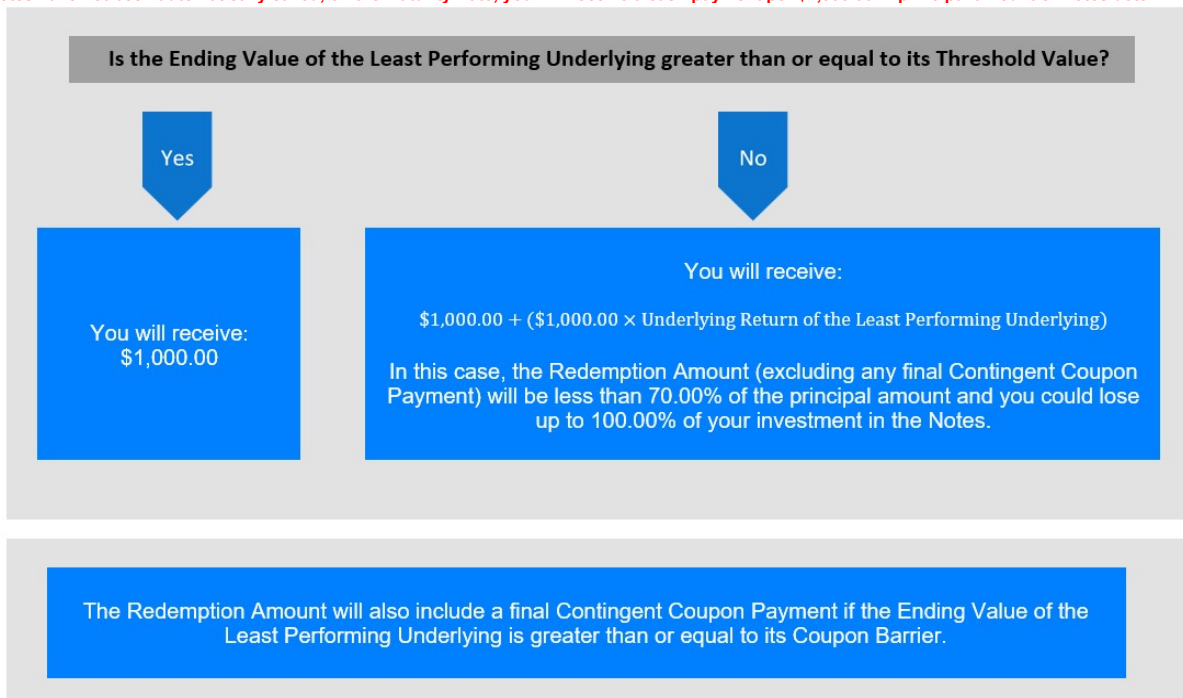 Is the Ending Value of the Least Performing Underlying greater than or equal to its Threshold Value?
Yes
No
You will receive:
$1,000.00
You will receive:
$1,000.00 + ($1,000.00 × Underlying Return of the Least Performing Underlying)
In this case, the Redemption Amount (excluding any final Contingent Coupon
Payment) will be less than 70.00% of the principal amount and you could lose
up to 100.00% of your investment in the Notes.
The Redemption Amount will also include a final Contingent Coupon Payment if the Ending Value of the
Least Performing Underlying is greater than or equal to its Coupon Barrier.